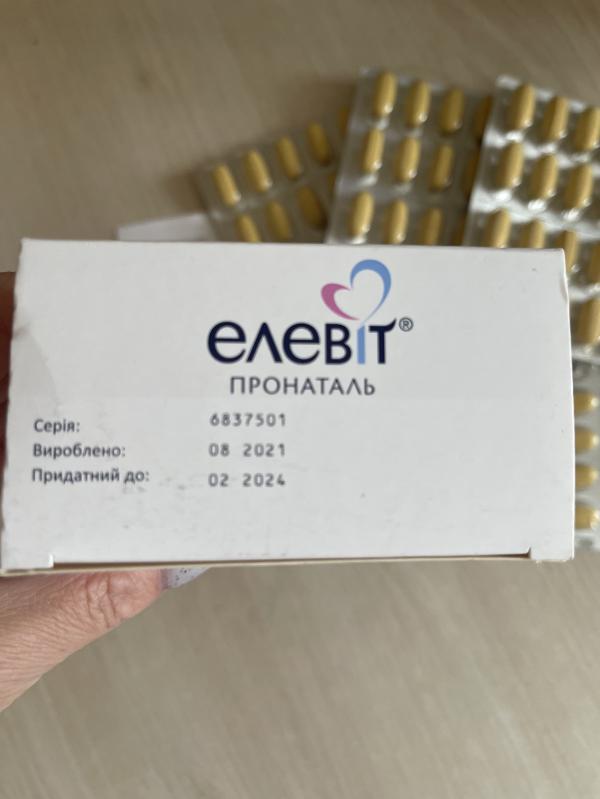 елевіт®
ПРОНАТАЛЬ
Серія: 6837501
Вироблено: 08 2021
Придатний до: 02 2024